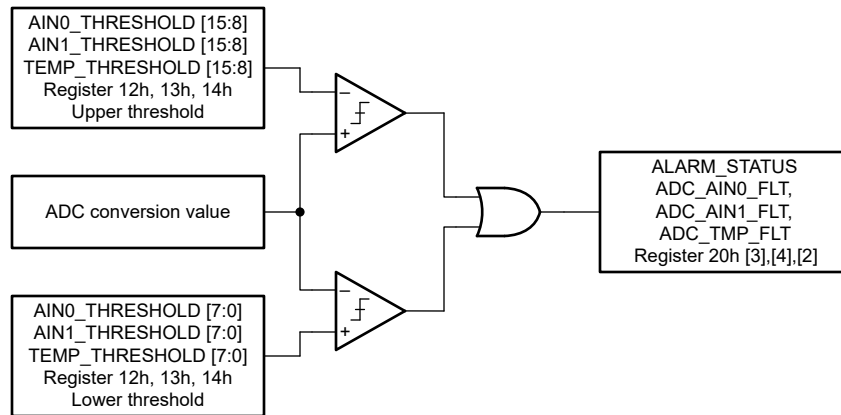 AIN0_THRESHOLD [15:8]
AIN1_THRESHOLD [15:8]
TEMP_THRESHOLD [15:8]
Register 12h, 13h, 14h
Upper threshold
−
+
ADC conversion value
ALARM_STATUS
ADC_AIN0_FLT,
ADC_AIN1_FLT,
ADC_TMP_FLT
Register 20h [3],[4],[2]
−
+
AIN0_THRESHOLD [7:0]
AIN1_THRESHOLD [7:0]
TEMP_THRESHOLD [7:0]
Register 12h, 13h, 14h
Lower threshold